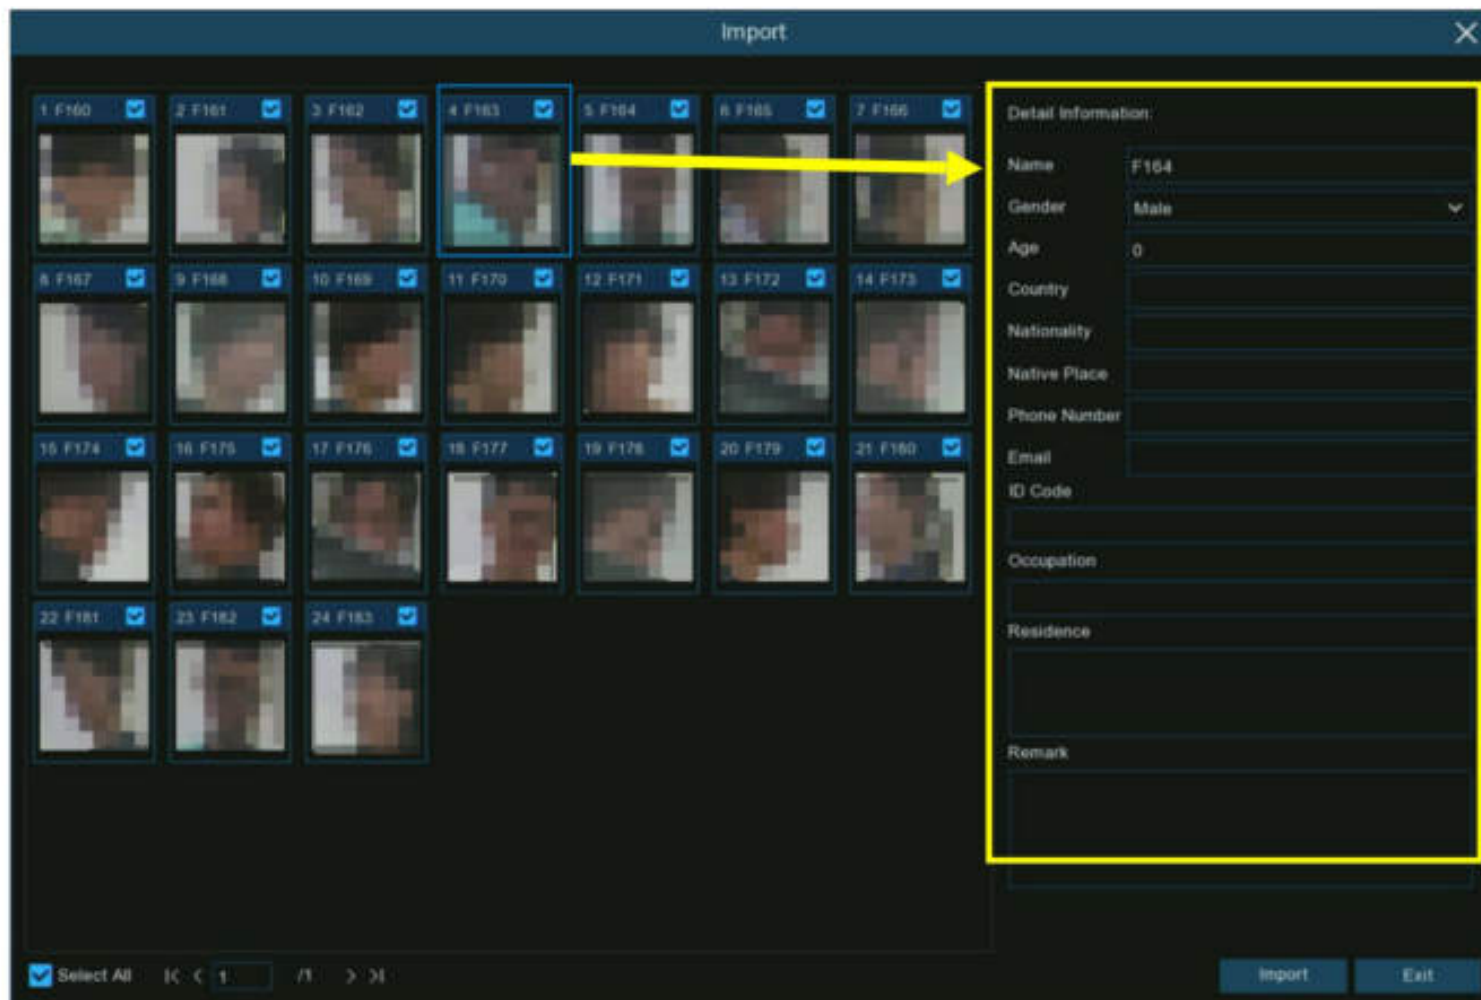 Import
1 F160 2 F161 3 F162 4 F163 5 F164 6 F165 7 F166
Detail Information:
Name F164
Gender Male
Age 0
Country
8 F167 9 F168 10 F169 11 F170 12 F171 13 F172 14 F173
Nationality
Native Place
Phone Number
15 F174 16 F175 17 F176 18 F177 19 F178 20 F179 21 F180
Email
ID Code
Occupation
22 F181 23 F182 24 F183
Residence
Remark
Select All 1 /1 Import Exit